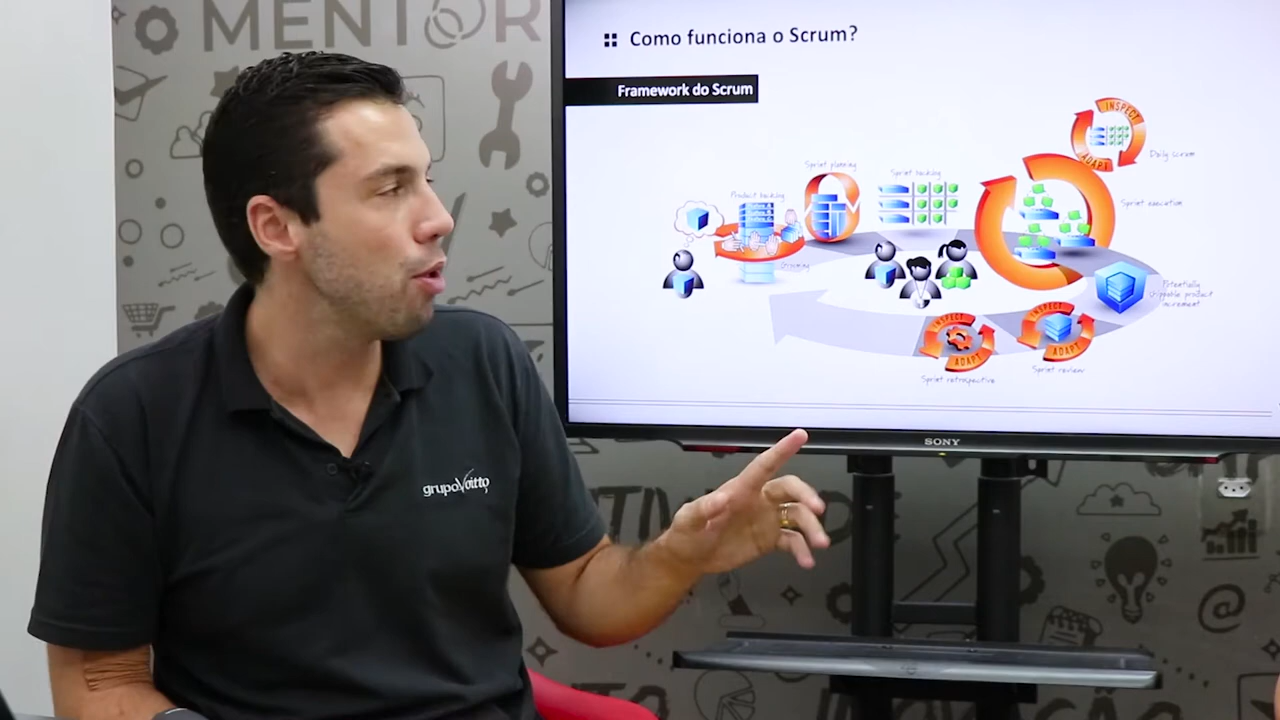 MENTOR
Como funciona o Scrum?
Framework do Scrum
INSPECT
ADAPT
Daily scrum
Sprint planning
Sprint backlog
Product backlog
Sprint execution
Grooming
Potentially
shippable product
increment
INSPECT
ADAPT
INSPECT
ADAPT
Sprint review
Sprint retrospective
SONY
grupoVoitto